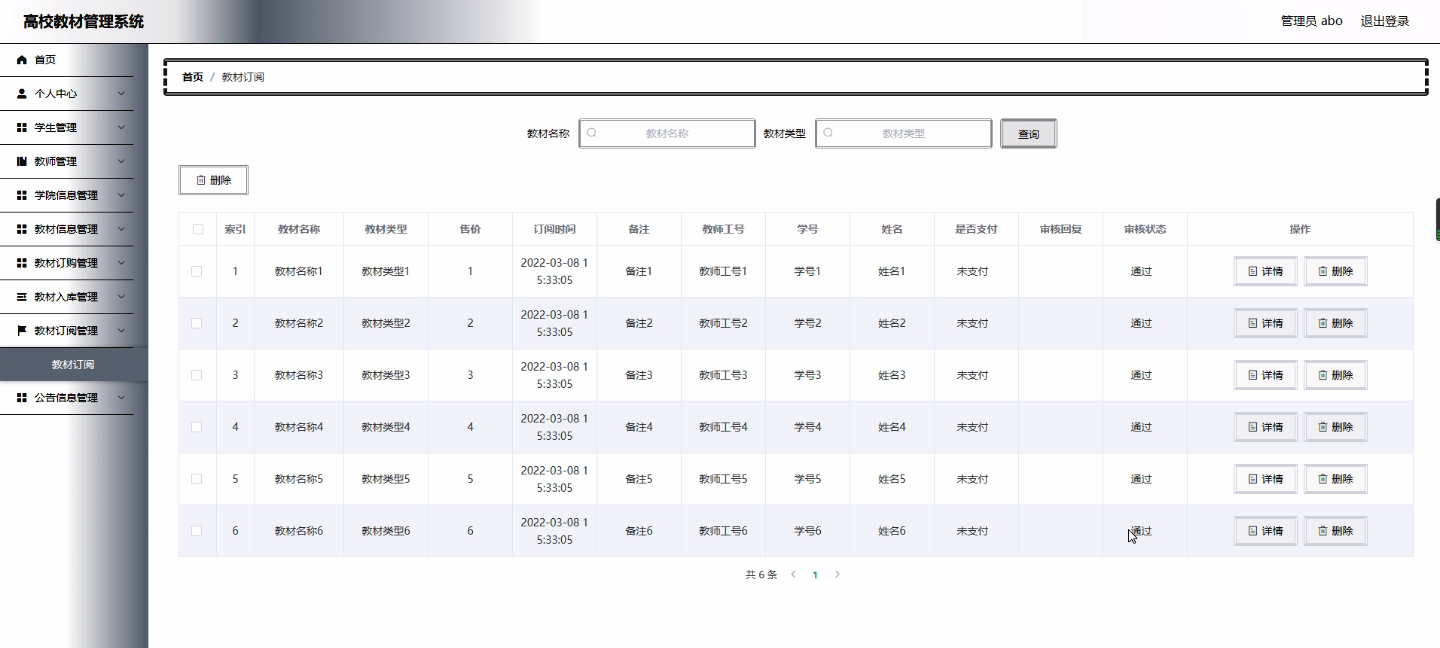 高校教材管理系统
管理员 abo 退出登录
首页
个人中心
学生管理
教师管理
学院信息管理
教材信息管理
教材订购管理
教材入库管理
教材订阅管理
教材订阅
公告信息管理
首页 / 教材订阅
教材名称 教材名称 教材类型 教材类型 查询
删除
索引 教材名称 教材类型 售价 订阅时间 备注 教师工号 学号 姓名 是否支付 审核回复 审核状态 操作
1 教材名称1 教材类型1 1 2022-03-08 1 备注1 教师工号1 学号1 姓名1 未支付 通过 详情 删除
5:33:05
2 教材名称2 教材类型2 2 2022-03-08 1 备注2 教师工号2 学号2 姓名2 未支付 通过 详情 删除
5:33:05
3 教材名称3 教材类型3 3 2022-03-08 1 备注3 教师工号3 学号3 姓名3 未支付 通过 详情 删除
5:33:05
4 教材名称4 教材类型4 4 2022-03-08 1 备注4 教师工号4 学号4 姓名4 未支付 通过 详情 删除
5:33:05
5 教材名称5 教材类型5 5 2022-03-08 1 备注5 教师工号5 学号5 姓名5 未支付 通过 详情 删除
5:33:05
6 教材名称6 教材类型6 6 2022-03-08 1 备注6 教师工号6 学号6 姓名6 未支付 通过 详情 删除
5:33:05
共 6 条 1